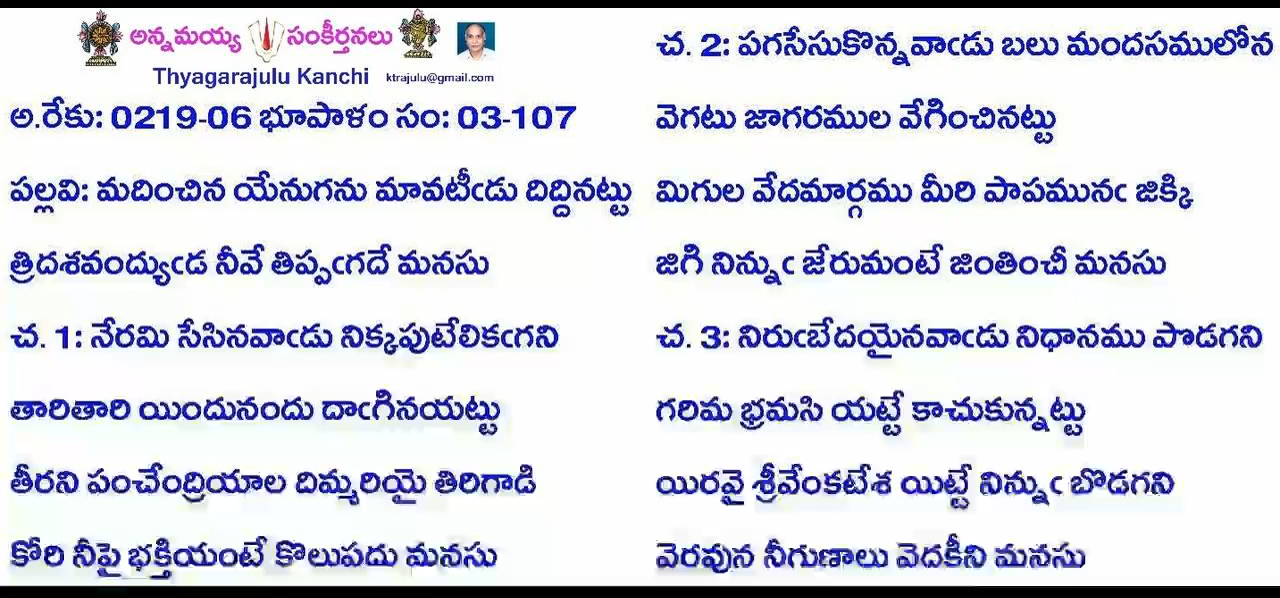 అన్నమయ్య సంకీర్తనలు
Thyagarajulu Kanchi ktrajulu@gmail.com
అ.రేకు: 0219-06 భూపాళం సం: 03-107
పల్లవి: మదించిన యేనుగను మావటీఁడు దిద్దినట్టు
త్రిదశవంద్యుఁడ నీవే తిప్పఁగదే మనసు
చ. 1: నేరమి సేసినవాఁడు నిక్కపుటేలికఁగని
తారితారి యిందునందు దాఁగినయట్టు
తీరని పంచేంద్రియాల దిమ్మరియై తిరిగాడి
కోరి నీపై భక్తియంటే కొలుపదు మనసు
చ. 2: పగసేసుకొన్నవాఁడు బలు మందసములోన
వెగటు జాగరముల వేగించినట్టు
మిగుల వేదమార్గము మీరి పాపమునఁ జిక్కి
జిగి నిన్నుఁ జేరుమంటే జింతించీ మనసు
చ. 3: నిరుఁబేదయైనవాఁడు నిధానము పొడగని
గరిమ భ్రమసి యట్టే కాచుకున్నట్టు
యిరవై శ్రీవేంకటేశ యిట్టే నిన్నుఁ బొడగని
వెరవున నీగుణాలు వెదకీని మనసు